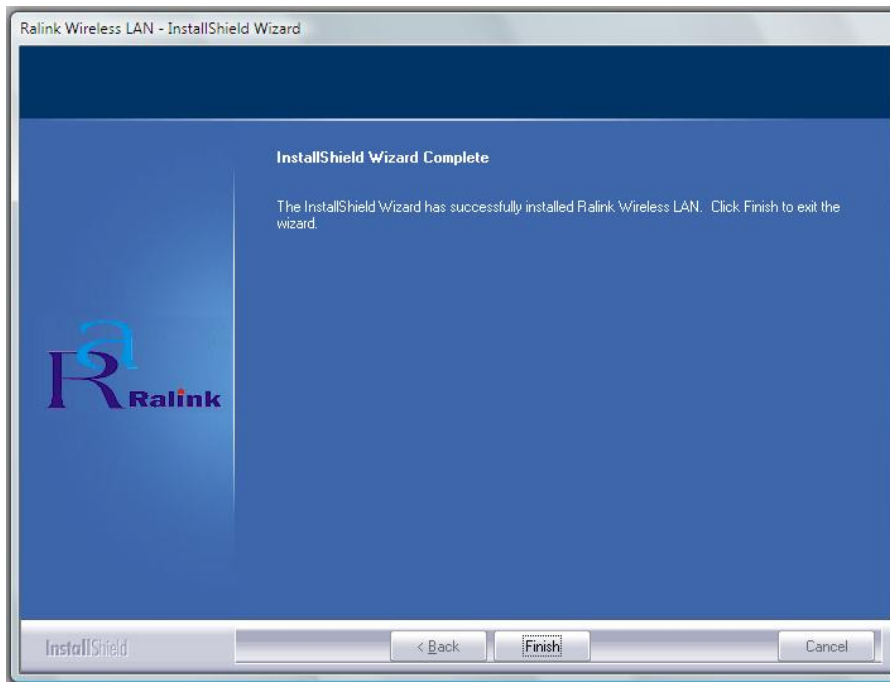 Ralink Wireless LAN - InstallShield Wizard
InstallShield Wizard Complete
The InstallShield Wizard has successfully installed Ralink Wireless LAN. Click Finish to exit the
wizard.
Ra
Ralink
InstallShield
< Back
Finish
Cancel